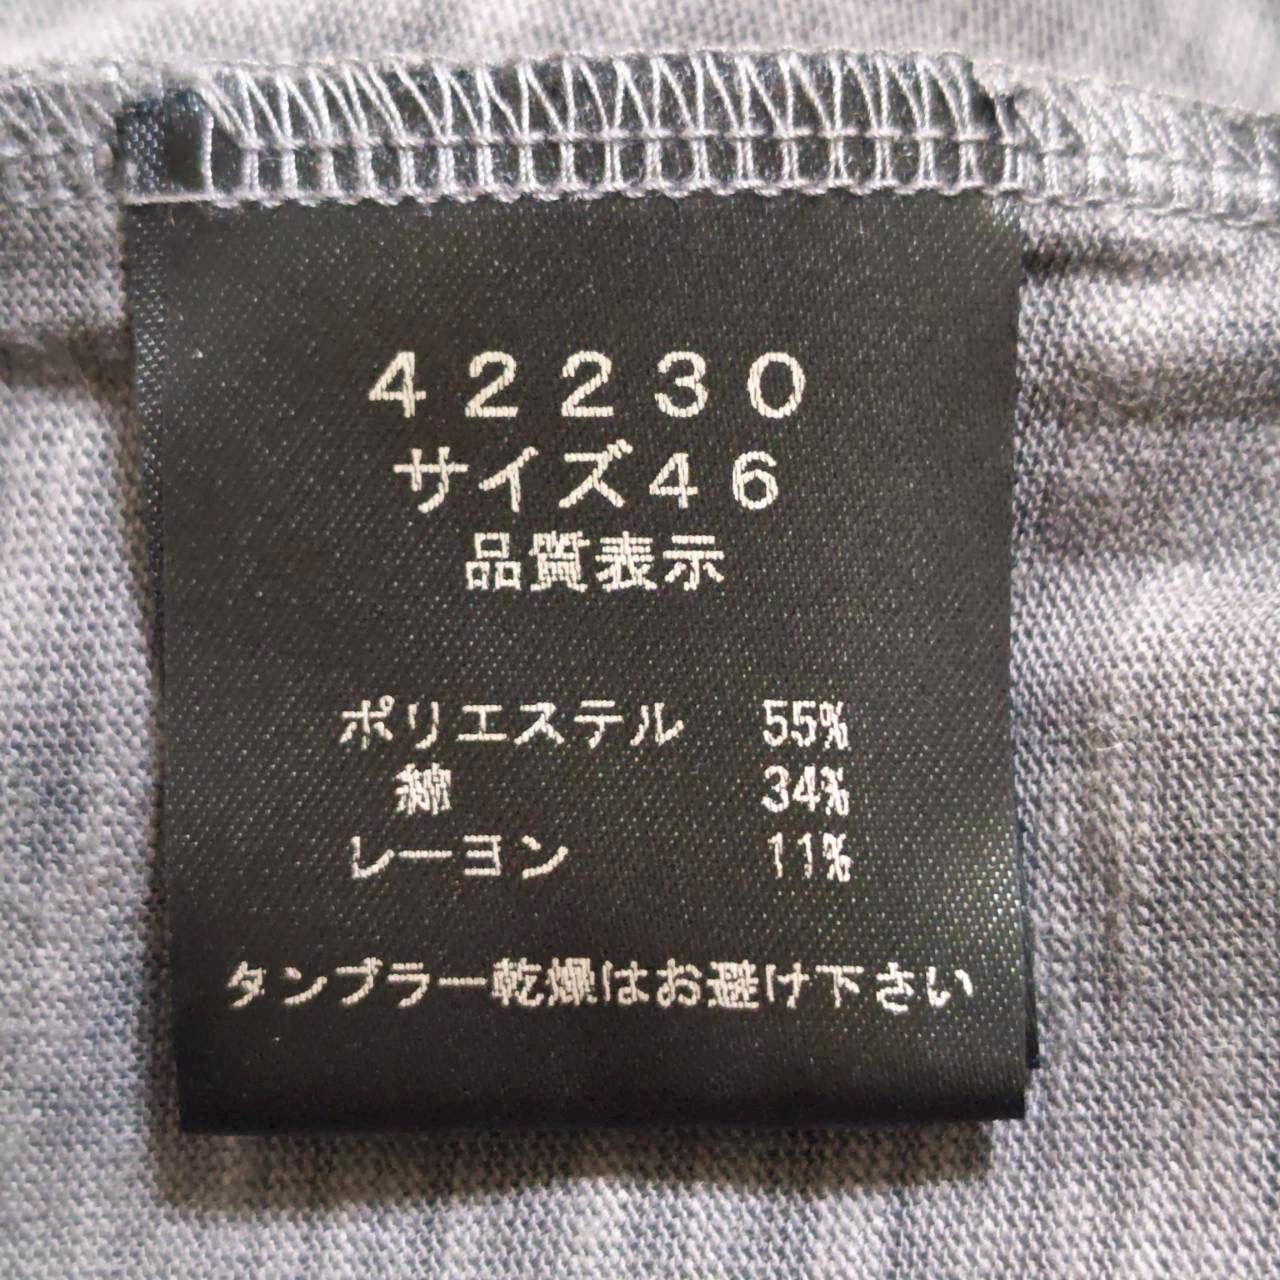 42230
サイズ46
品質表示
ポリエステル 55%
綿 34%
レーヨン 11%
タンブラー乾燥はお避け下さい